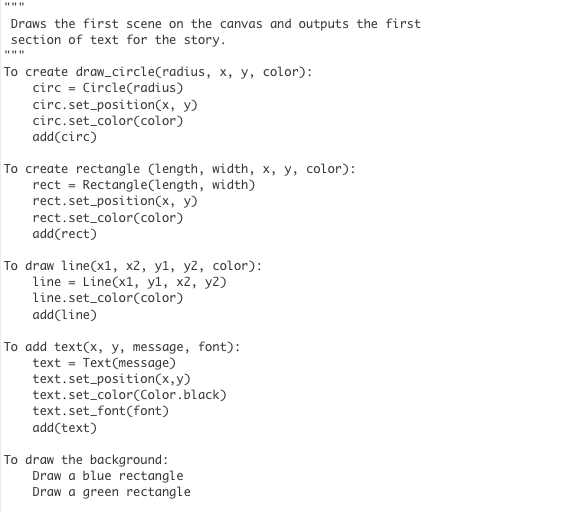 """
Draws the first scene on the canvas and outputs the first
section of text for the story.
"""
To create draw_circle(radius, x, y, color):
    circ = Circle(radius)
    circ.set_position(x, y)
    circ.set_color(color)
    add(circ)

To create rectangle (length, width, x, y, color):
    rect = Rectangle(length, width)
    rect.set_position(x, y)
    rect.set_color(color)
    add(rect)

To draw line(x1, x2, y1, y2, color):
    line = Line(x1, y1, x2, y2)
    line.set_color(color)
    add(line)

To add text(x, y, message, font):
    text = Text(message)
    text.set_position(x,y)
    text.set_color(Color.black)
    text.set_font(font)
    add(text)

To draw the background:
    Draw a blue rectangle
    Draw a green rectangle